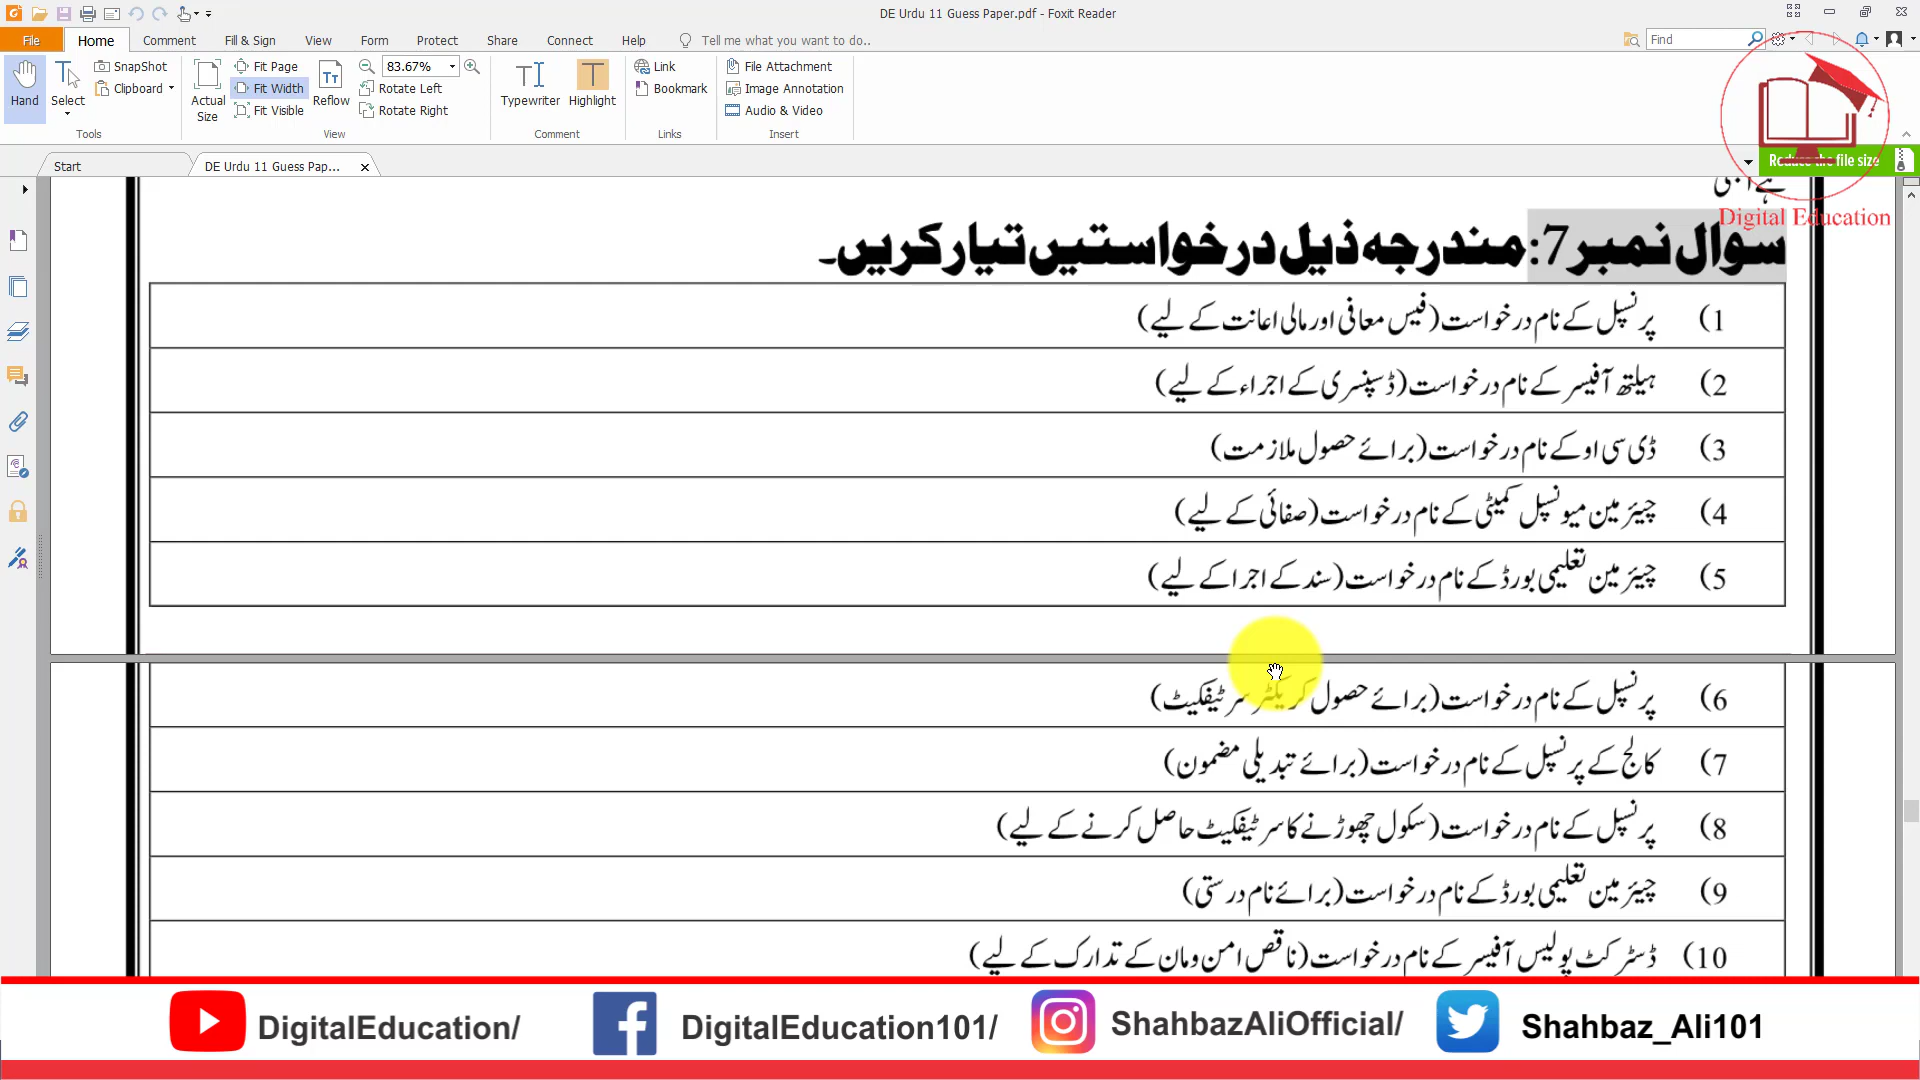 DE Urdu 11 Guess Paper.pdf - Foxit Reader
File Home Comment Fill & Sign View Form Protect Share Connect Help Tell me what you want to do.. Find
Hand
Select
SnapShot
Clipboard
Tools
Actual Size
Fit Page
Fit Width
Fit Visible
Reflow
83.67%
Rotate Left
Rotate Right
View
Typewriter
Highlight
Comment
Link
Bookmark
Links
File Attachment
Image Annotation
Audio & Video
Insert
Start
DE Urdu 11 Guess Pap...
Reduce the file size
Digital Education
سوال نمبر 7: مندرجہ ذیل درخواستیں تیار کریں۔
1) پرنسپل کے نام درخواست (فیس معافی اور مالی اعانت کے لیے)
2) ہیلتھ آفیسر کے نام درخواست (ڈسپنسری کے اجراء کے لیے)
3) ڈی سی او کے نام درخواست (برائے حصول ملازمت)
4) چیئرمین میونسپل کمیٹی کے نام درخواست (صفائی کے لیے)
5) چیئرمین تعلیمی بورڈ کے نام درخواست (سند کے اجرا کے لیے)
6) پرنسپل کے نام درخواست (برائے حصول کریکٹر سرٹیفکیٹ)
7) کالج کے پرنسپل کے نام درخواست (برائے تبدیلی مضمون)
8) پرنسپل کے نام درخواست (سکول چھوڑنے کا سرٹیفکیٹ حاصل کرنے کے لیے)
9) چیئرمین تعلیمی بورڈ کے نام درخواست (برائے نام درستی)
10) ڈسٹرکٹ پولیس آفیسر کے نام درخواست (ناقص امن ومان کے تدارک کے لیے)
DigitalEducation/
DigitalEducation101/
ShahbazAliOfficial/
Shahbaz_Ali101